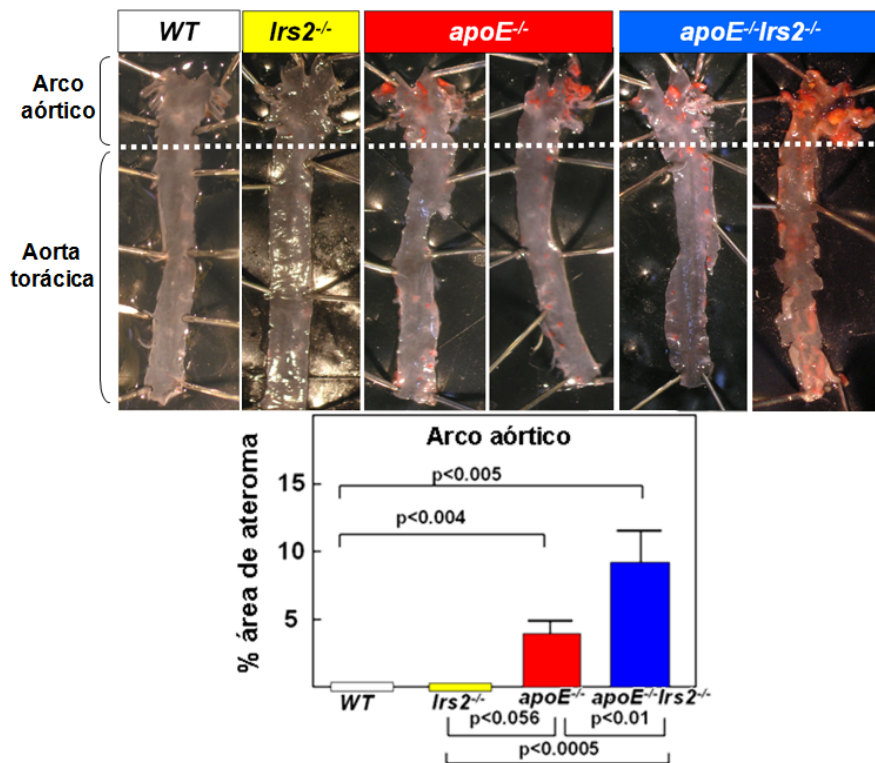 WT Irs2-/- apoE-/- apoE-/-Irs2-/-
Arco
aórtico
Aorta
torácica
Arco aórtico
% área de ateroma
15
10
5
p<0.005
p<0.004
WT Irs2-/- apoE-/- apoE-/-Irs2-/-
p<0.056 p<0.01
p<0.0005